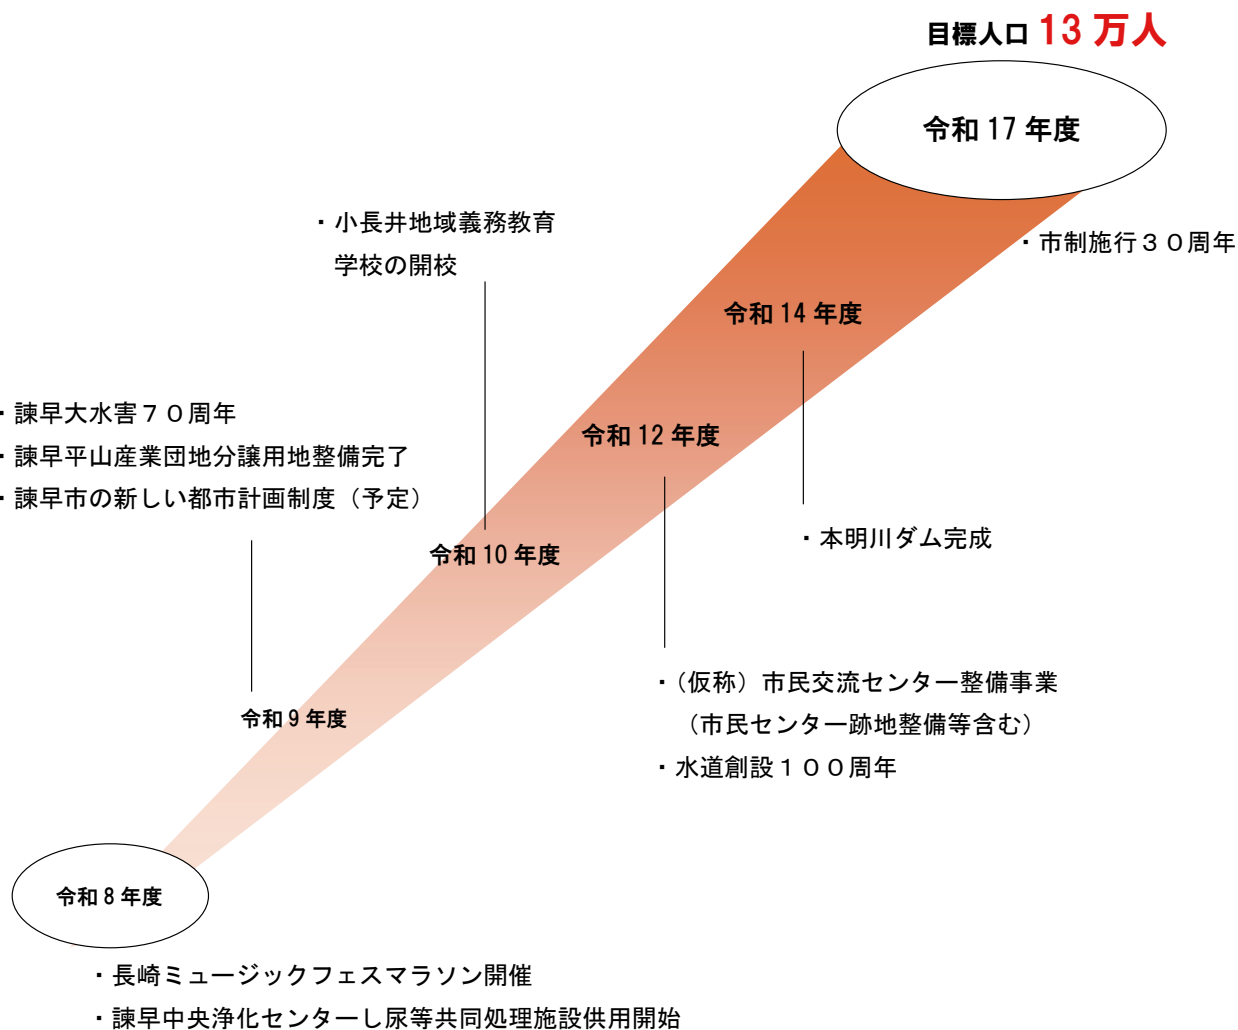 目標人口 13 万人
令和 17 年度
・市制施行３０周年
・小長井地域義務教育
学校の開校
令和 14 年度
・諫早大水害７０周年
・諫早平山産業団地分譲用地整備完了
・諫早市の新しい都市計画制度（予定）
令和 12 年度
・本明川ダム完成
令和 10 年度
・（仮称）市民交流センター整備事業
（市民センター跡地整備等含む）
・水道創設１００周年
令和 9 年度
令和 8 年度
・長崎ミュージックフェスマラソン開催
・諫早中央浄化センターし尿等共同処理施設供用開始